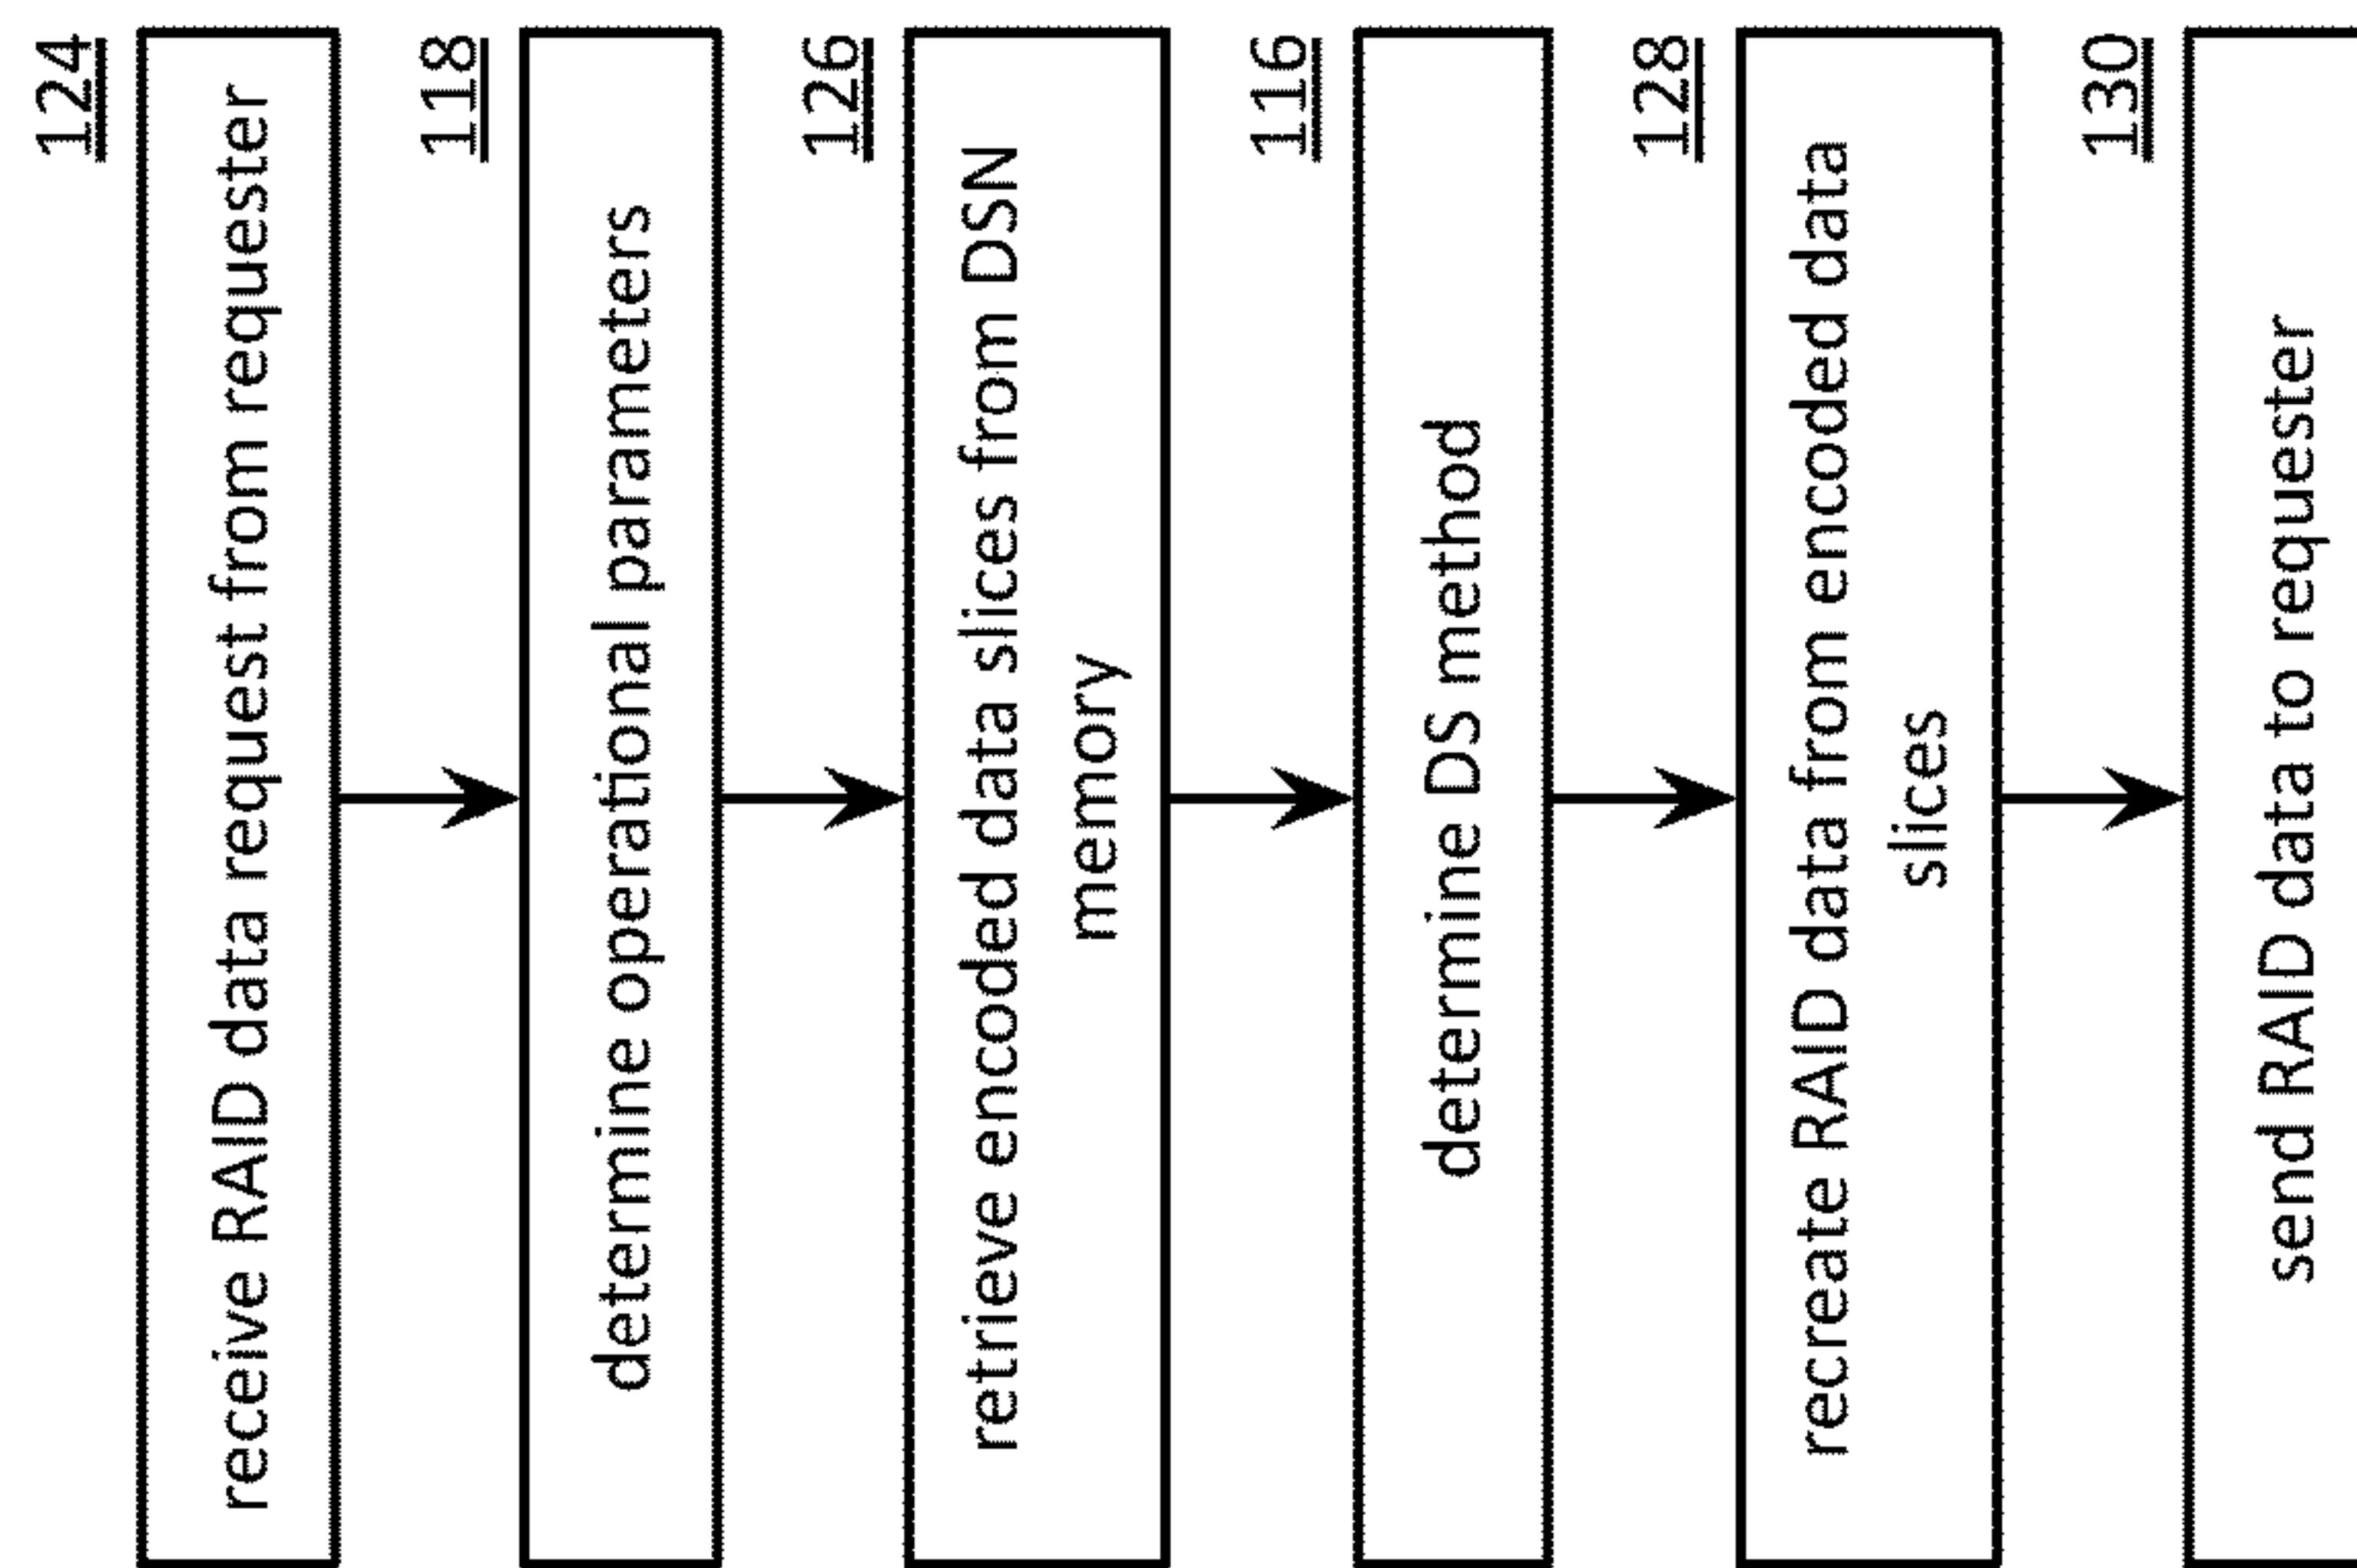 124
receive RAID data request from requester
118
determine operational parameters
126
retrieve encoded data slices from DSN
memory
116
determine DS method
128
recreate RAID data from encoded data
slices
130
send RAID data to requester